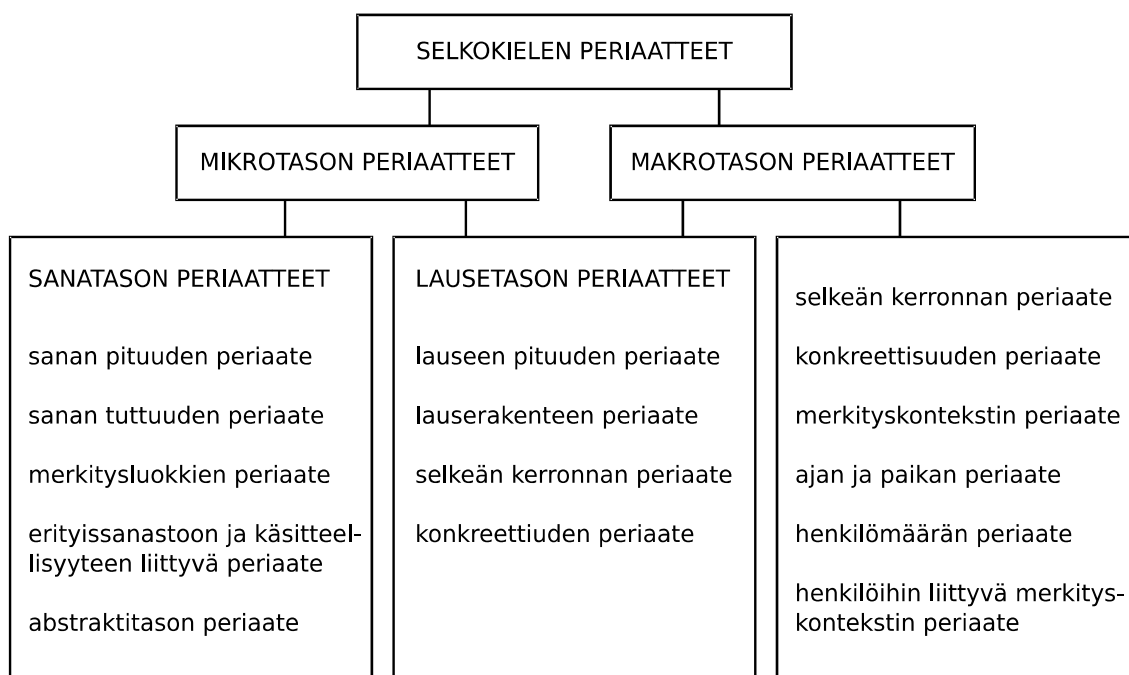 SELKOKIELEN PERIAATTEET
MIKROTASON PERIAATTEET
MAKROTASON PERIAATTEET
SANATASON PERIAATTEET
sanan pituuden periaate
sanan tuttuuden periaate
merkitysluokkien periaate
erityissanastoon ja käsitteel-
lisyyteen liittyvä periaate
abstraktitason periaate
LAUSETASON PERIAATTEET
lauseen pituuden periaate
lauserakenteen periaate
selkeän kerronnan periaate
konkreettiuden periaate
selkeän kerronnan periaate
konkreettisuuden periaate
merkityskontekstin periaate
ajan ja paikan periaate
henkilömäärän periaate
henkilöihin liittyvä merkitys-
kontekstin periaate